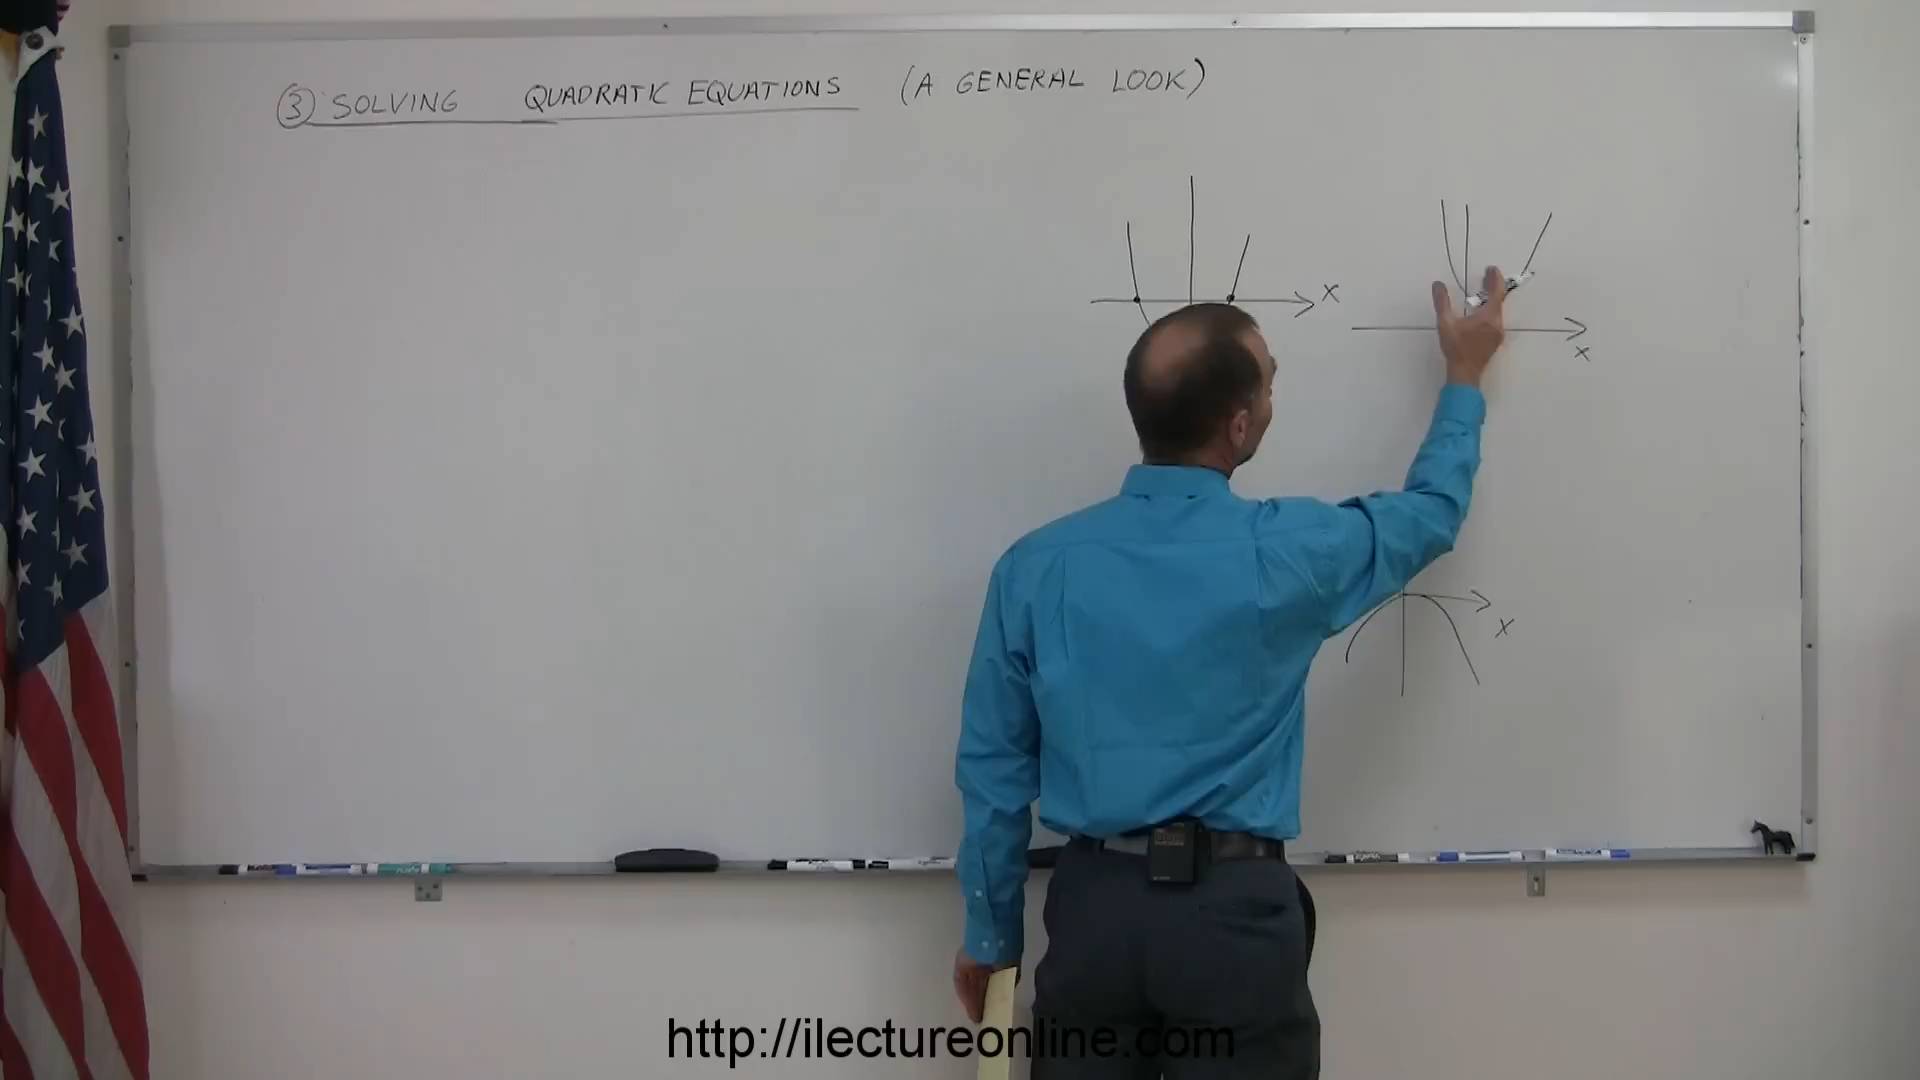 ③ SOLVING QUADRATIC EQUATIONS (A GENERAL LOOK)
X
X
X
http://ilectureonline.com